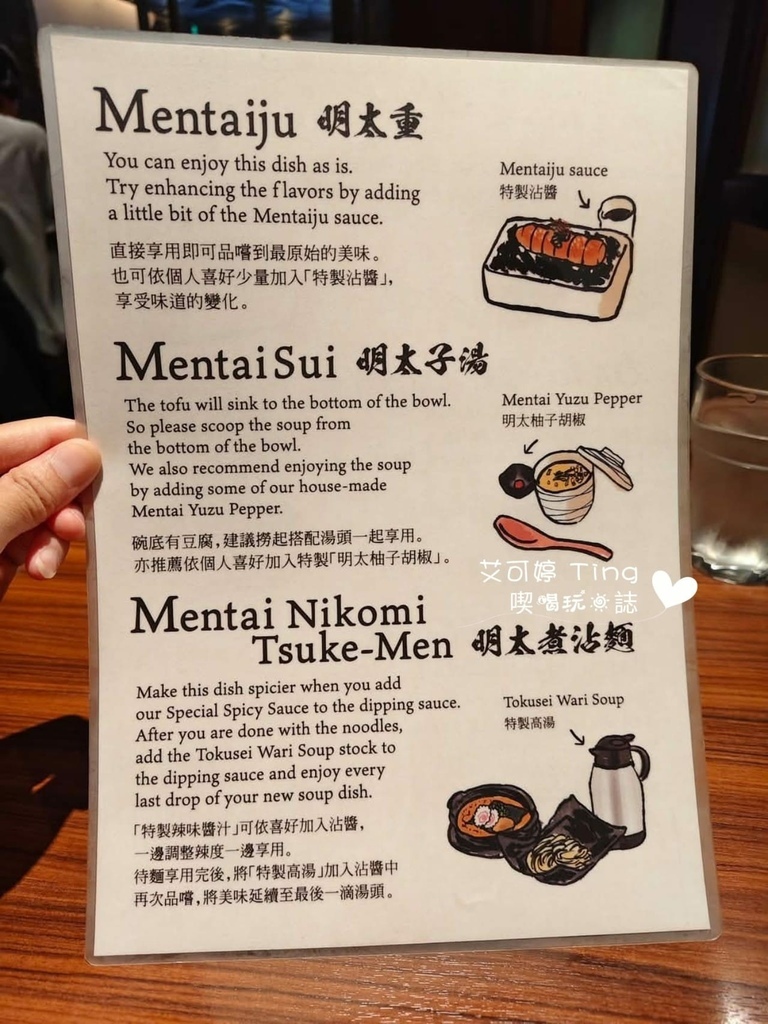 Mentaiju 明太重
You can enjoy this dish as is.
Try enhancing the flavors by adding
a little bit of the Mentaiju sauce.
直接享用即可品嚐到最原始的美味。
也可依個人喜好少量加入「特製沾醬」，
享受味道的變化。
Mentaiju sauce
特製沾醬
MentaiSui 明太子湯
The tofu will sink to the bottom of the bowl.
So please scoop the soup from
the bottom of the bowl.
We also recommend enjoying the soup
by adding some of our house-made
Mentai Yuzu Pepper.
碗底有豆腐，建議撈起搭配湯頭一起享用。
亦推薦依個人喜好加入特製「明太柚子胡椒」。
Mentai Yuzu Pepper
明太柚子胡椒
艾可婷 Ting
喫喝玩樂誌
Mentai Nikomi
Tsuke-Men 明太煮沾麵
Make this dish spicier when you add
our Special Spicy Sauce to the dipping sauce.
After you are done with the noodles,
add the Tokusei Wari Soup stock to
the dipping sauce and enjoy every
last drop of your new soup dish.
「特製辣味醬汁」可依喜好加入沾醬，
一邊調整辣度一邊享用。
待麵享用完後，將「特製高湯」加入沾醬中
再次品嚐，將美味延續至最後一滴湯頭。
Tokusei Wari Soup
特製高湯